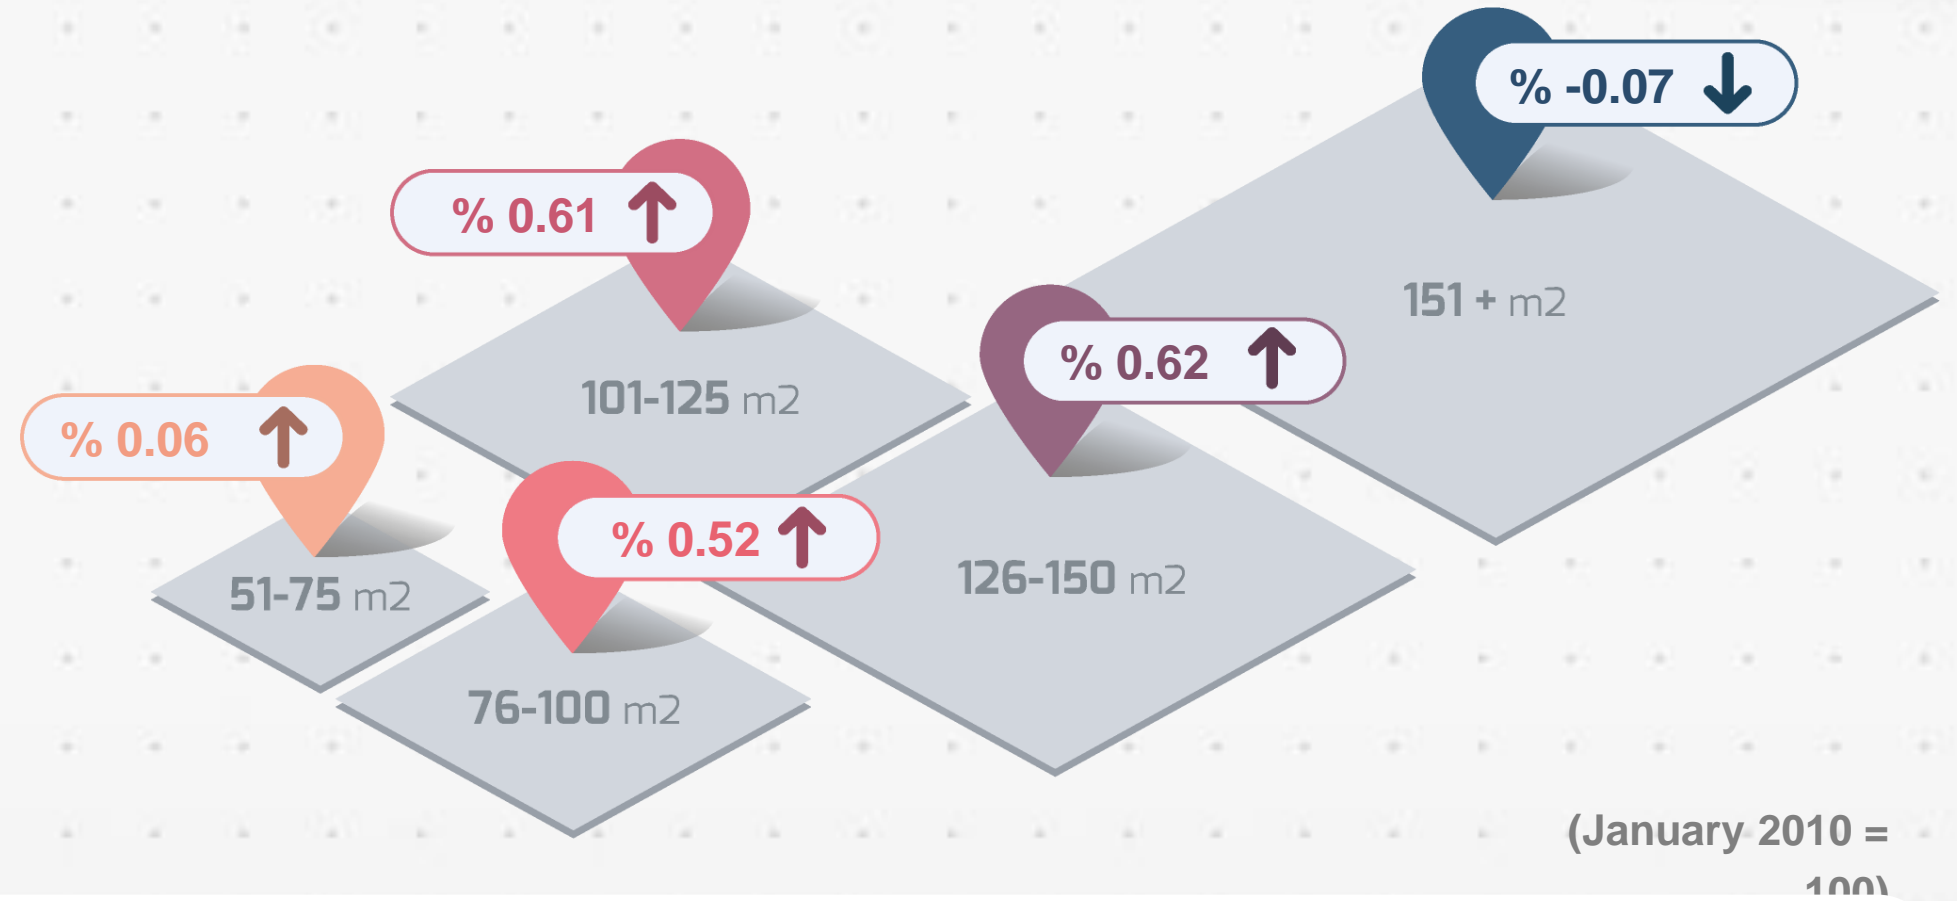 % -0.07
% 0.61
151 + m2
% 0.62
101-125 m2
% 0.06
% 0.52
126-150 m2
51-75 m2
76-100 m2
(January 2010 =
100)